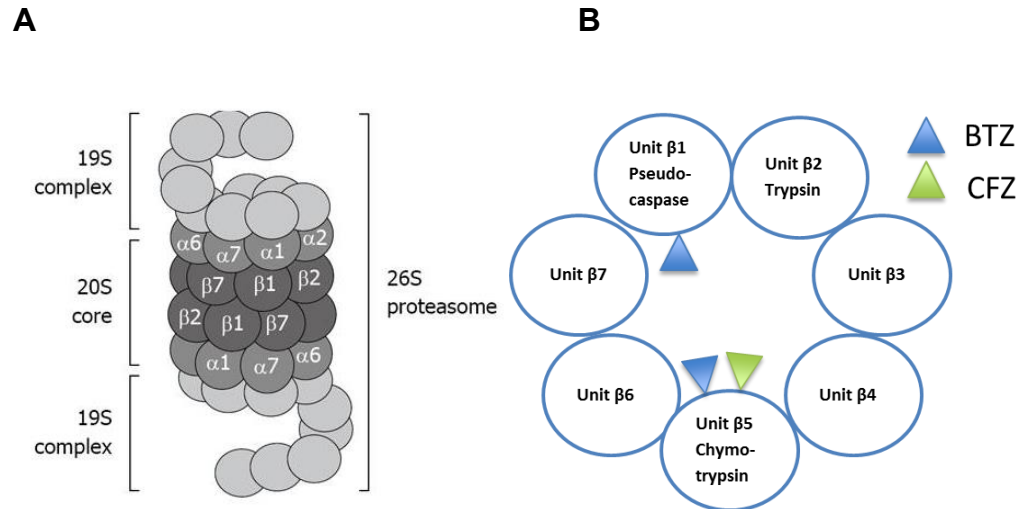 A
19S
complex
20S
core
19S
complex
α6
α7
α1
α2
β7
β1
β2
β2
β1
β7
α1
α7
α6
26S
proteasome
B
Unit β1
Pseudo-
caspase
Unit β2
Trypsin
Unit β7
Unit β3
Unit β6
Unit β4
Unit β5
Chymo-
trypsin
BTZ
CFZ